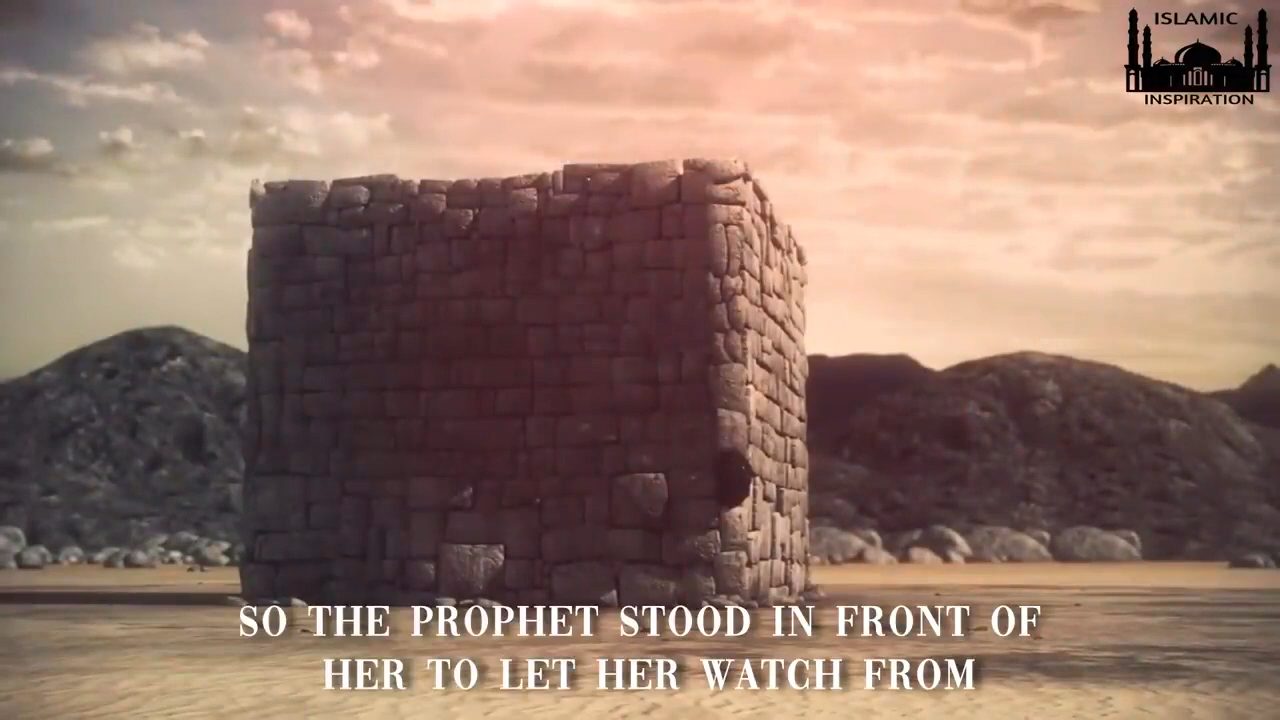 ISLAMIC
INSPIRATION
SO THE PROPHET STOOD IN FRONT OF
HER TO LET HER WATCH FROM